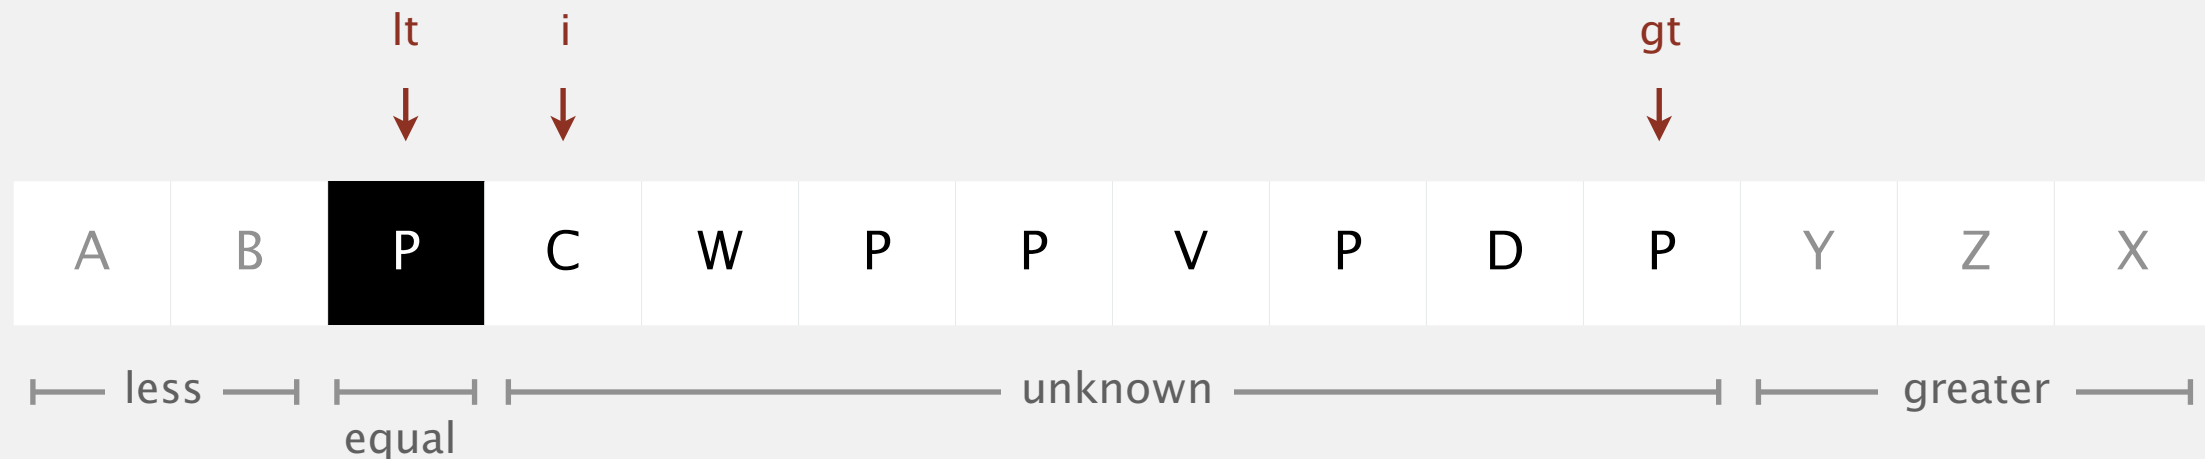 lt i gt
A B P C W P P V P D P Y Z X
less unknown greater
equal